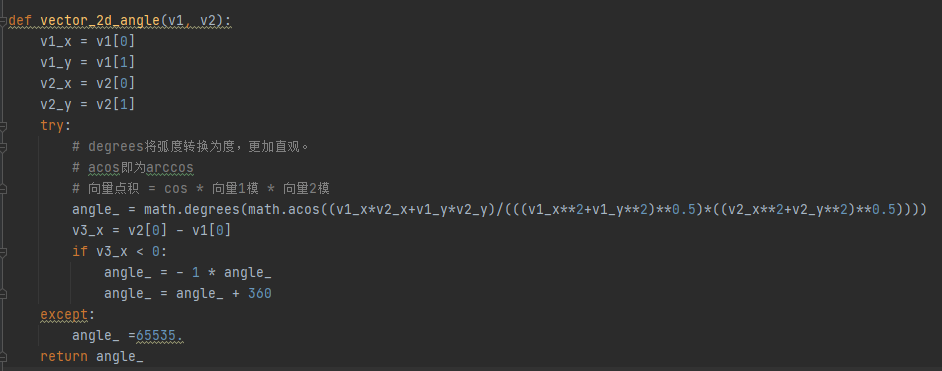 def vector_2d_angle(v1, v2):
    v1_x = v1[0]
    v1_y = v1[1]
    v2_x = v2[0]
    v2_y = v2[1]
    try:
        # degrees将弧度转换为度，更加直观。
        # acos即为arccos
        # 向量点积 = cos * 向量1模 * 向量2模
        angle_ = math.degrees(math.acos((v1_x*v2_x+v1_y*v2_y)/(((v1_x**2+v1_y**2)**0.5)*((v2_x**2+v2_y**2)**0.5))))
        v3_x = v2[0] - v1[0]
        if v3_x < 0:
            angle_ = - 1 * angle_
            angle_ = angle_ + 360
    except:
        angle_ =65535.
    return angle_